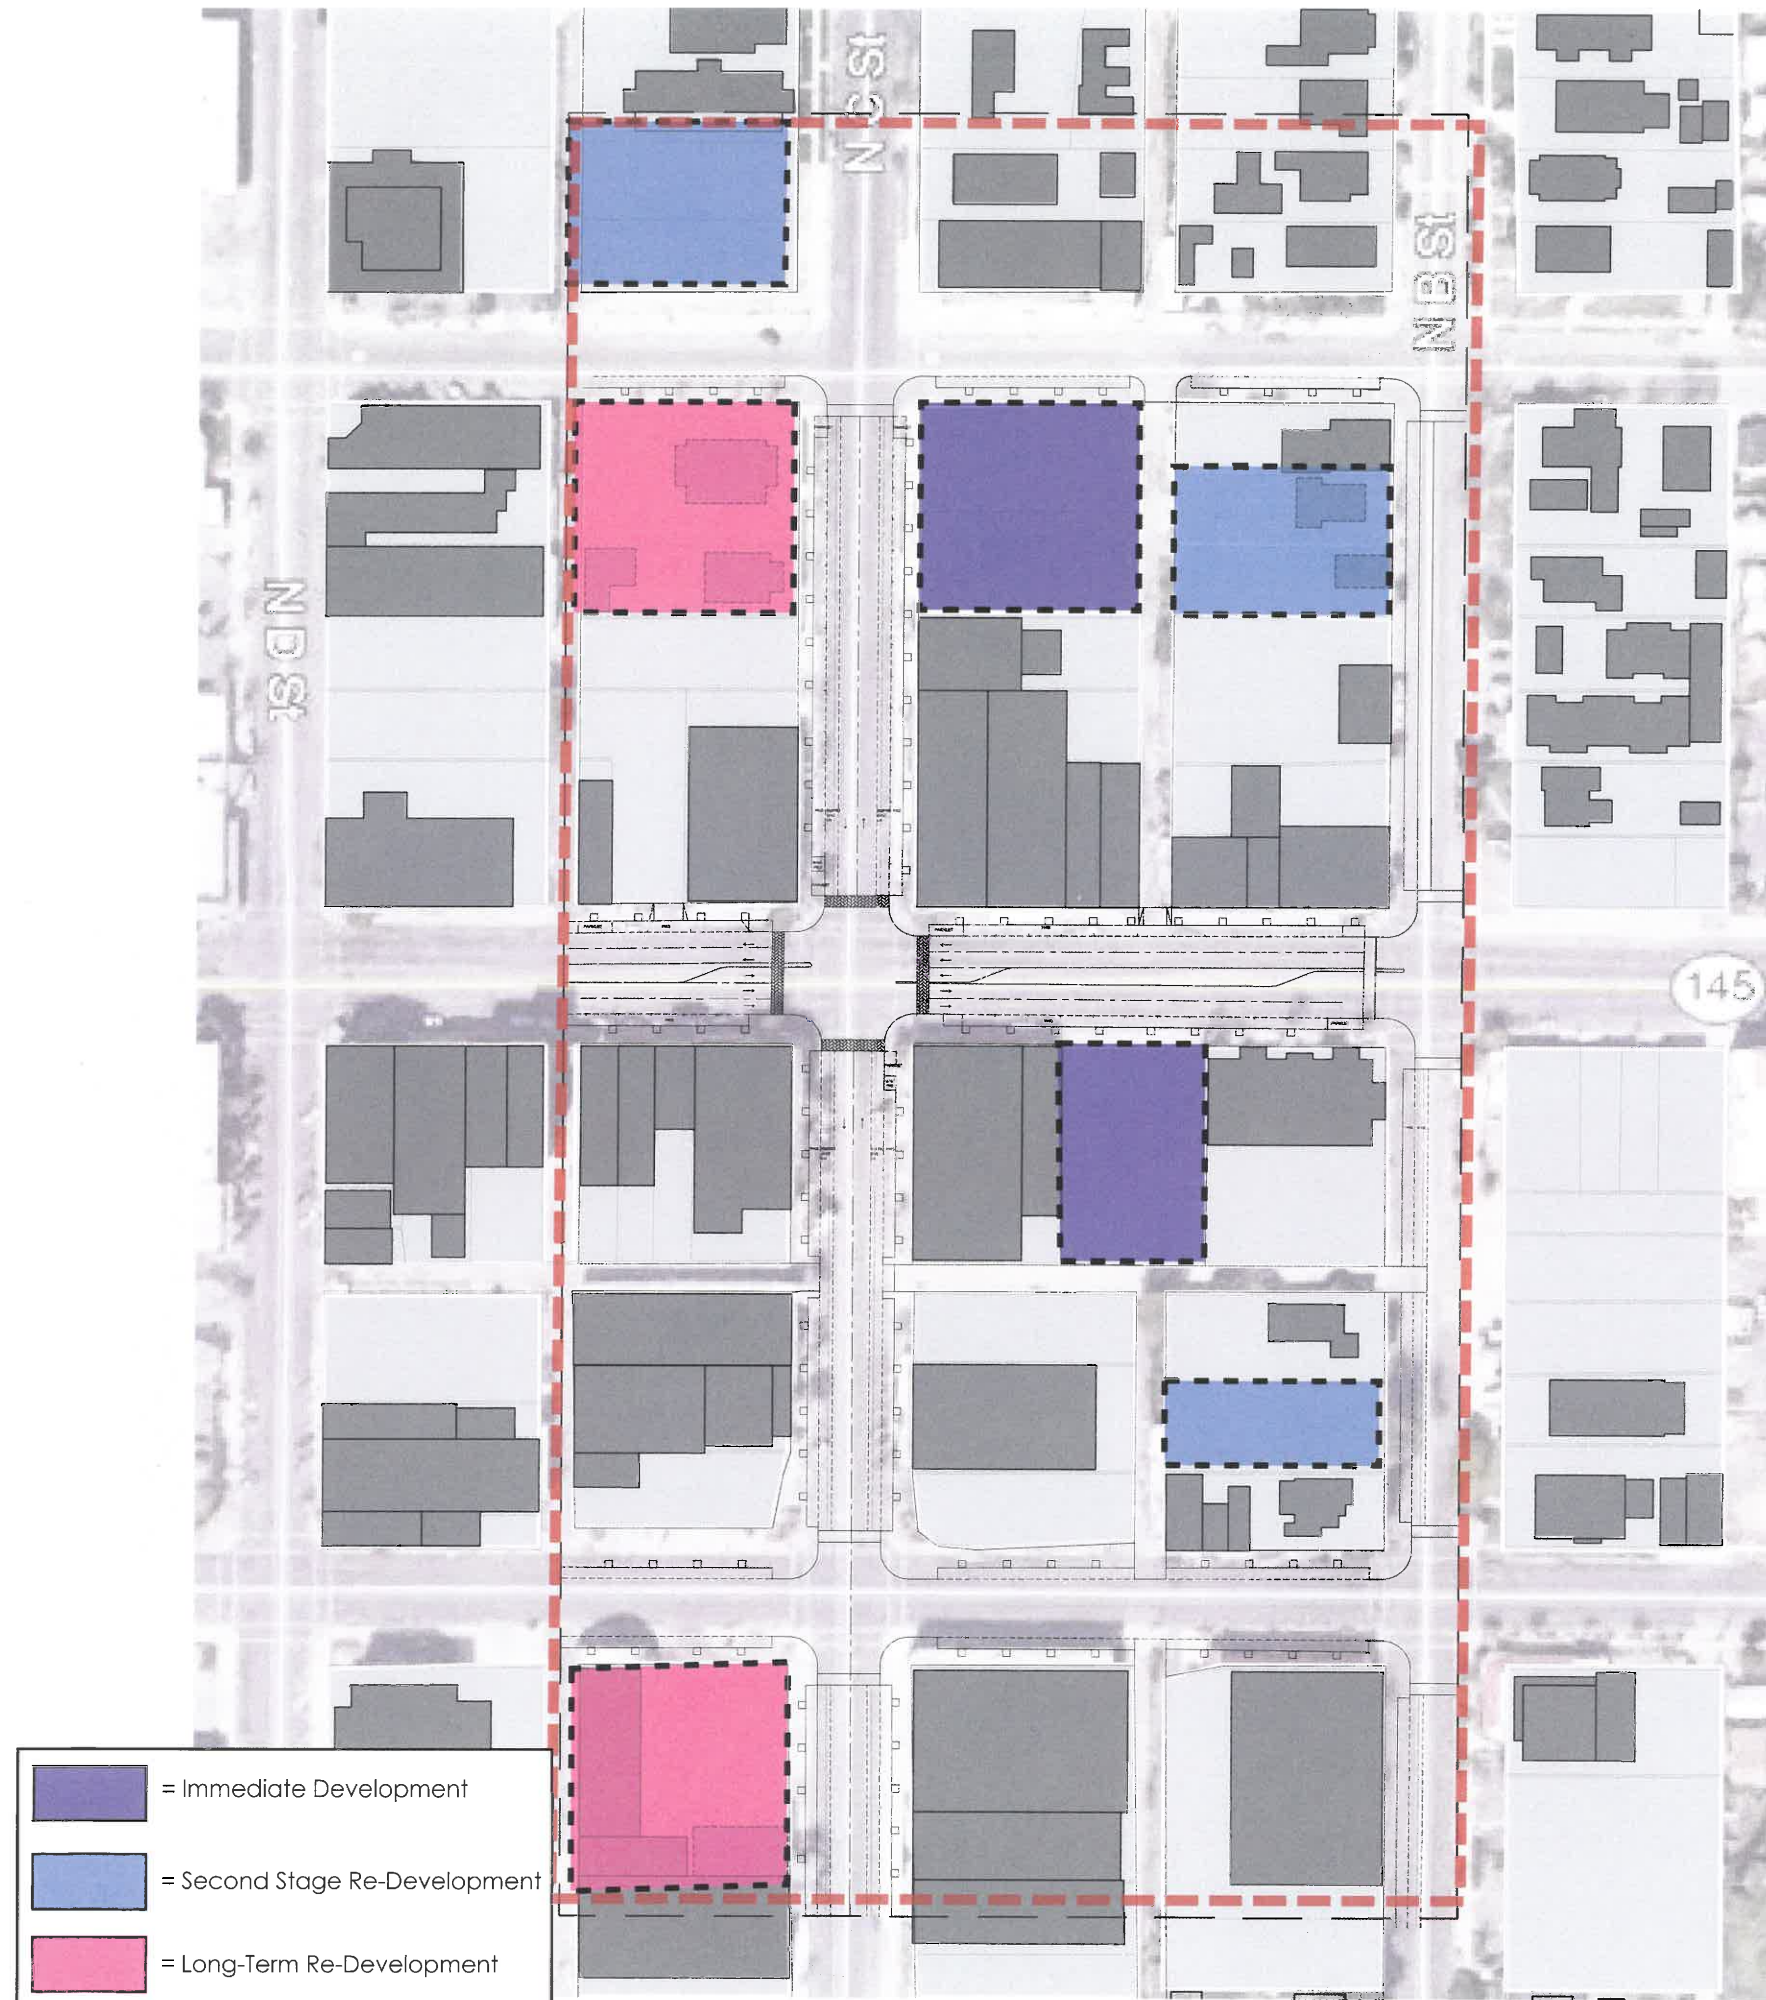 N C St
N B St
N D St
145
= Immediate Development
= Second Stage Re-Development
= Long-Term Re-Development